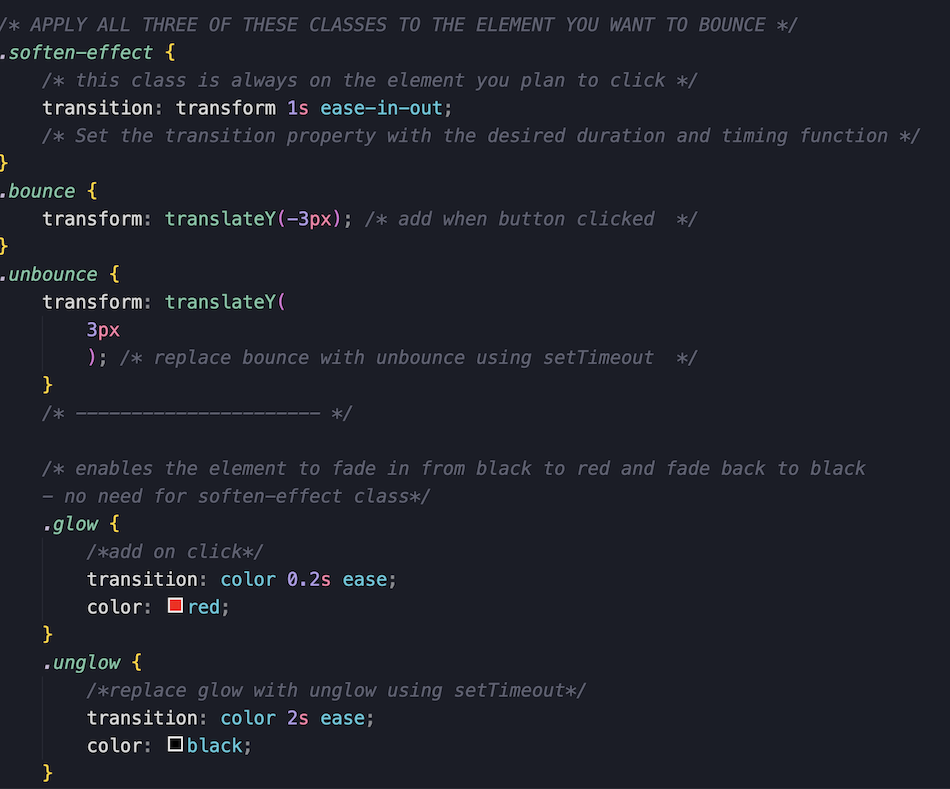 /* APPLY ALL THREE OF THESE CLASSES TO THE ELEMENT YOU WANT TO BOUNCE */
.soften-effect {
    /* this class is always on the element you plan to click */
    transition: transform 1s ease-in-out;
    /* Set the transition property with the desired duration and timing function */
}
.bounce {
    transform: translateY(-3px); /* add when button clicked  */
}
.unbounce {
    transform: translateY(
        3px
        ); /* replace bounce with unbounce using setTimeout  */
    }
    /* ---------------------- */

    /* enables the element to fade in from black to red and fade back to black
    - no need for soften-effect class*/
    .glow {
        /*add on click*/
        transition: color 0.2s ease;
        color: red;
    }
    .unglow {
        /*replace glow with unglow using setTimeout*/
        transition: color 2s ease;
        color: black;
    }